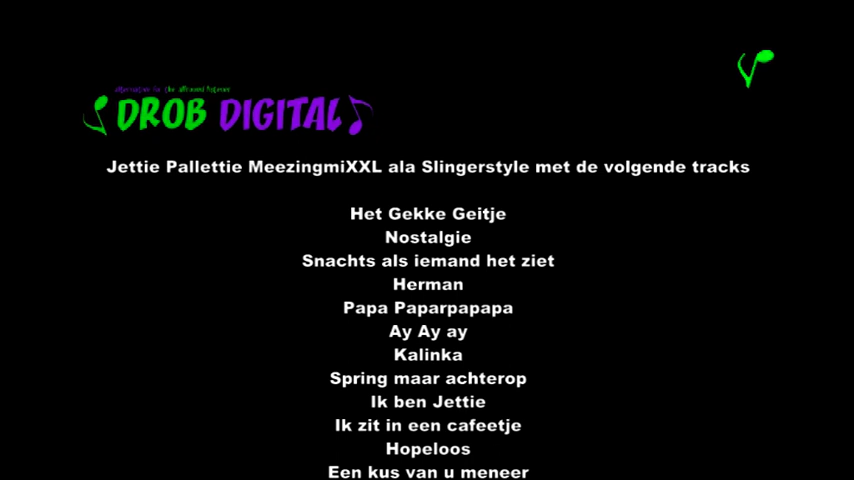 DROB DIGITAL
Jettie Pallettie MeezingmiXXL ala Slingerstyle met de volgende tracks
Het Gekke Geitje
Nostalgie
Snachts als iemand het ziet
Herman
Papa Paparpapapa
Ay Ay ay
Kalinka
Spring maar achterop
Ik ben Jettie
Ik zit in een cafeetje
Hopeloos
Een kus van u meneer